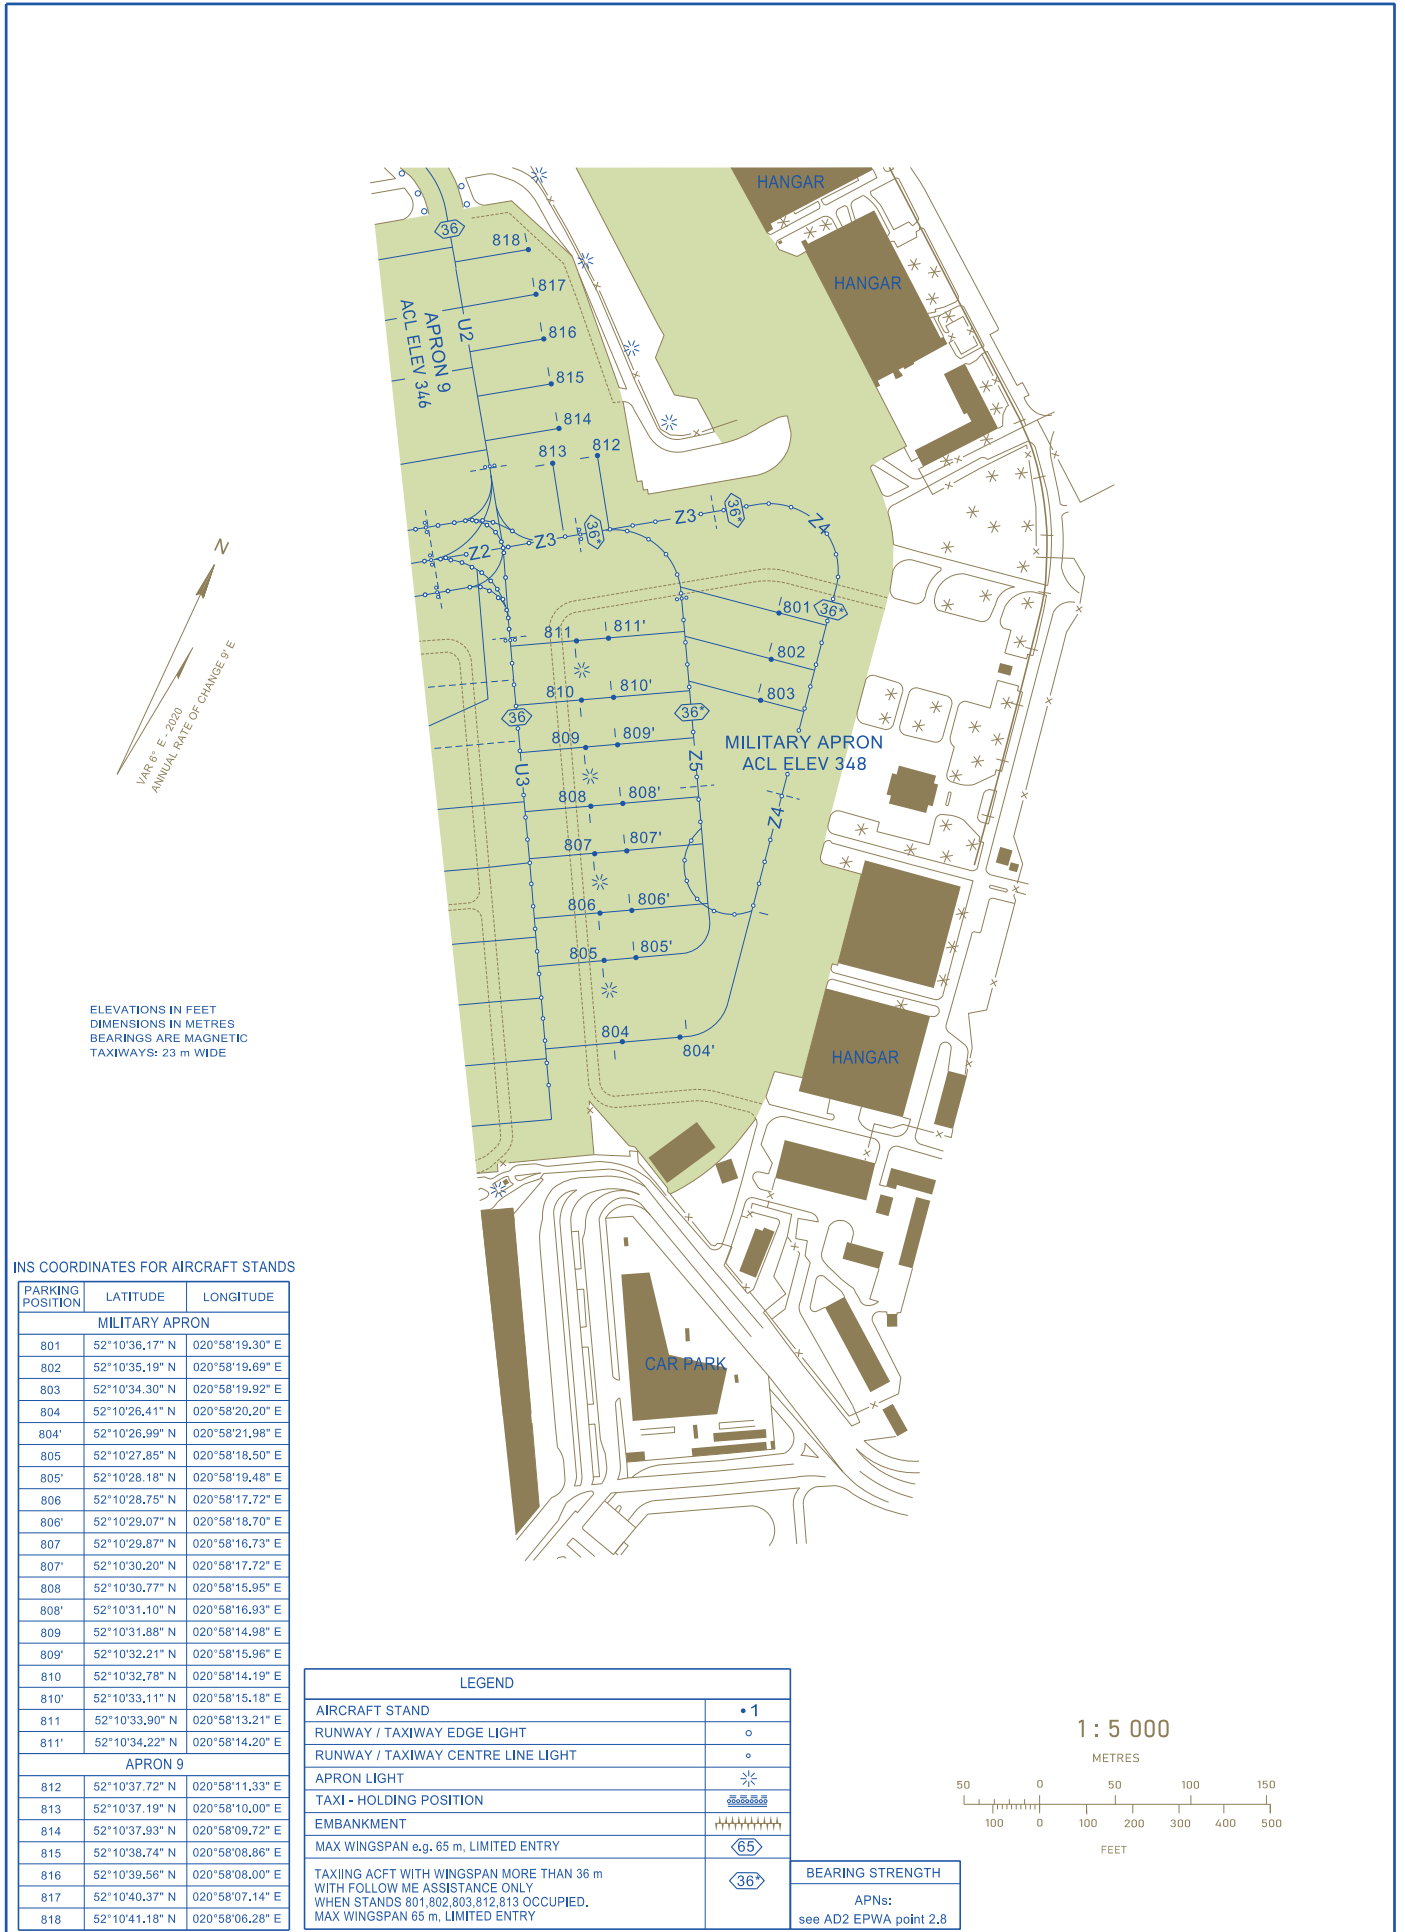 HANGAR
HANGAR
36
818
817
816
815
814
813
812
U2
APRON 9
ACL ELEV 346
Z2
Z3
36*
Z3
36*
Z4
801
36*
802
803
811
811'
810
810'
36
36*
809
809'
MILITARY APRON
ACL ELEV 348
U3
Z5
808
808'
Z4
807
807'
806
806'
805
805'
804
804'
HANGAR
CAR PARK
N
VAR 6° E - 2020
ANNUAL RATE OF CHANGE 9' E
ELEVATIONS IN FEET
DIMENSIONS IN METRES
BEARINGS ARE MAGNETIC
TAXIWAYS: 23 m WIDE
INS COORDINATES FOR AIRCRAFT STANDS
PARKING POSITION LATITUDE LONGITUDE
MILITARY APRON
801 52°10'36.17" N 020°58'19.30" E
802 52°10'35.19" N 020°58'19.69" E
803 52°10'34.30" N 020°58'19.92" E
804 52°10'26.41" N 020°58'20.20" E
804' 52°10'26.99" N 020°58'21.98" E
805 52°10'27.85" N 020°58'18.50" E
805' 52°10'28.18" N 020°58'19.48" E
806 52°10'28.75" N 020°58'17.72" E
806' 52°10'29.07" N 020°58'18.70" E
807 52°10'29.87" N 020°58'16.73" E
807' 52°10'30.20" N 020°58'17.72" E
808 52°10'30.77" N 020°58'15.95" E
808' 52°10'31.10" N 020°58'16.93" E
809 52°10'31.88" N 020°58'14.98" E
809' 52°10'32.21" N 020°58'15.96" E
810 52°10'32.78" N 020°58'14.19" E
810' 52°10'33.11" N 020°58'15.18" E
811 52°10'33.90" N 020°58'13.21" E
811' 52°10'34.22" N 020°58'14.20" E
APRON 9
812 52°10'37.72" N 020°58'11.33" E
813 52°10'37.19" N 020°58'10.00" E
814 52°10'37.93" N 020°58'09.72" E
815 52°10'38.74" N 020°58'08.86" E
816 52°10'39.56" N 020°58'08.00" E
817 52°10'40.37" N 020°58'07.14" E
818 52°10'41.18" N 020°58'06.28" E
LEGEND
AIRCRAFT STAND 1
RUNWAY / TAXIWAY EDGE LIGHT
RUNWAY / TAXIWAY CENTRE LINE LIGHT
APRON LIGHT
TAXI - HOLDING POSITION
EMBANKMENT
MAX WINGSPAN e.g. 65 m, LIMITED ENTRY 65
TAXIING ACFT WITH WINGSPAN MORE THAN 36 m 36*
WITH FOLLOW ME ASSISTANCE ONLY
WHEN STANDS 801,802,803,812,813 OCCUPIED.
MAX WINGSPAN 65 m, LIMITED ENTRY
BEARING STRENGTH
APNs:
see AD2 EPWA point 2.8
1 : 5 000
METRES
50 0 50 100 150
100 0 100 200 300 400 500
FEET